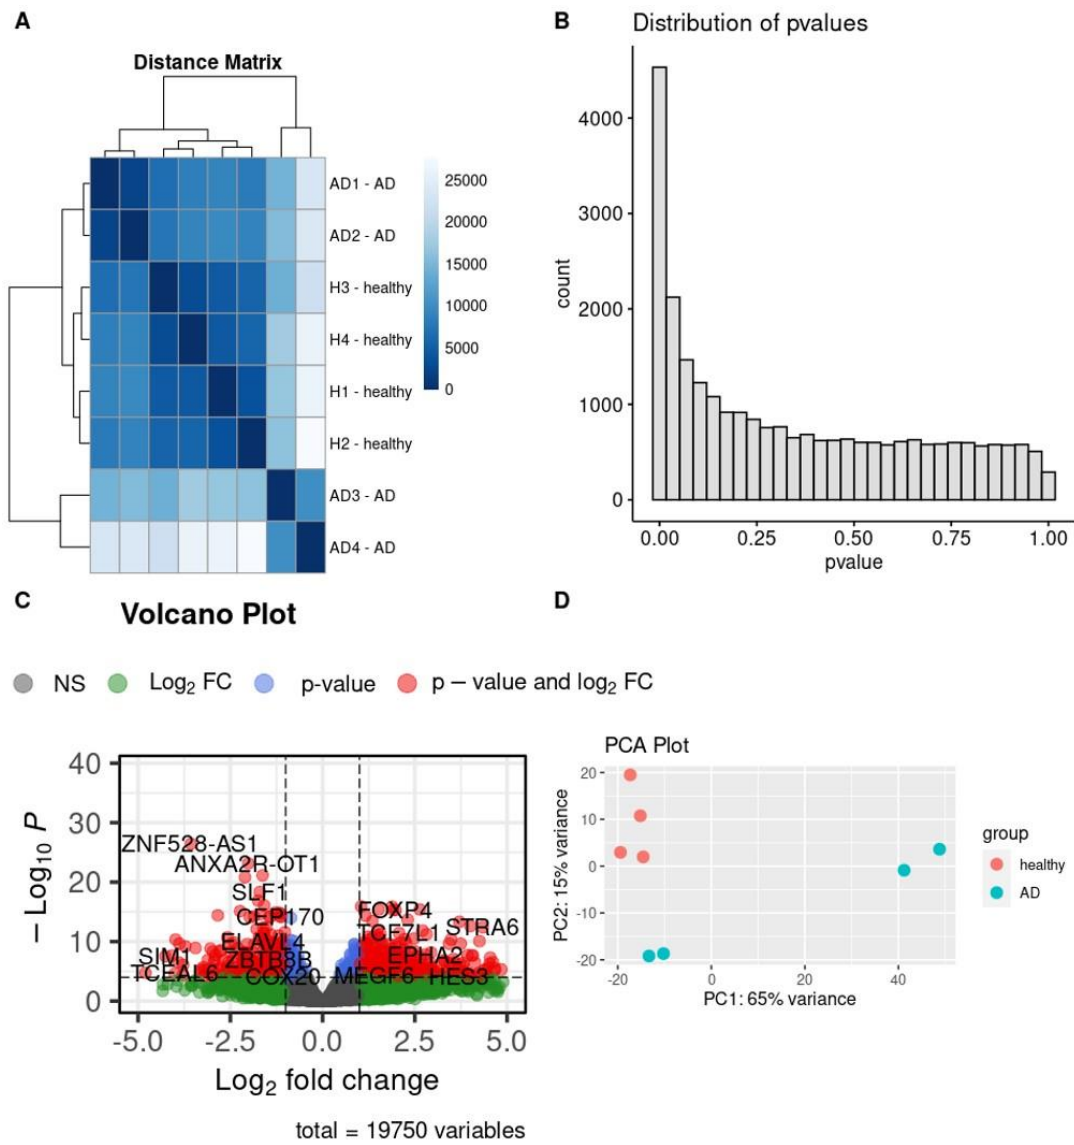 A
Distance Matrix
25000
20000
15000
10000
5000
0
AD1 - AD
AD2 - AD
H3 - healthy
H4 - healthy
H1 - healthy
H2 - healthy
AD3 - AD
AD4 - AD
B
Distribution of pvalues
count
4000
3000
2000
1000
0
0.00 0.25 0.50 0.75 1.00
pvalue
C
Volcano Plot
NS Log2 FC p-value p − value and log2 FC
− Log10 P
40
30
20
10
0
ZNF528-AS1
ANXA2R-OT1
SLF1
FOXP4
CEP170
STRA6
TCF7L1
ELAVL4
EPHA2
SIM1
ZBTB8B
TCEAL6
COX20
MEGF6
HES3
-5.0 -2.5 0.0 2.5 5.0
Log2 fold change
total = 19750 variables
D
PCA Plot
PC2: 15% variance
20
10
0
-10
-20
-20 0 20 40
PC1: 65% variance
group
healthy
AD